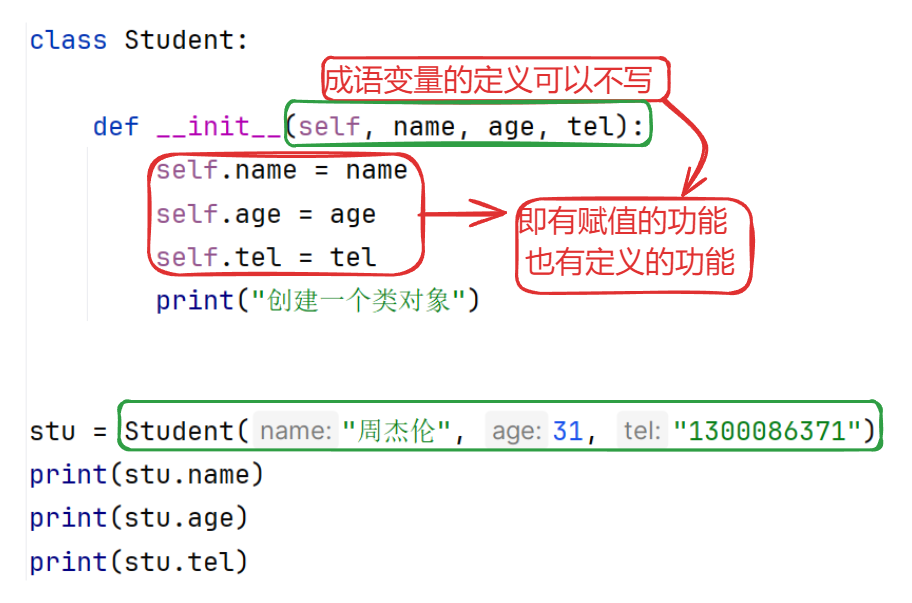 class Student:
成语变量的定义可以不写
def __init__(self, name, age, tel):
self.name = name
self.age = age
self.tel = tel
即有赋值的功能
也有定义的功能
print("创建一个类对象")
stu = Student(name: "周杰伦", age: 31, tel: "1300086371")
print(stu.name)
print(stu.age)
print(stu.tel)